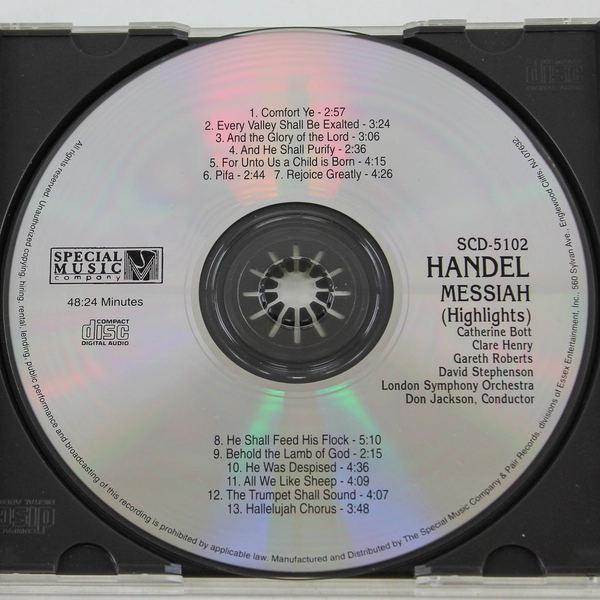 1. Comfort Ye - 2:57
2. Every Valley Shall Be Exalted - 3:24
3. And the Glory of the Lord - 3:06
4. And He Shall Purify - 2:36
5. For Unto Us a Child is Born - 4:15
6. Pifa - 2:44 7. Rejoice Greatly - 4:26
SPECIAL
MUSIC
company
48:24 Minutes
COMPACT
disc
DIGITAL AUDIO
SCD-5102
HANDEL
MESSIAH
(Highlights)
Catherine Bott
Clare Henry
Gareth Roberts
David Stephenson
London Symphony Orchestra
Don Jackson, Conductor
8. He Shall Feed His Flock - 5:10
9. Behold the Lamb of God - 2:15
10. He Was Despised - 4:36
11. All We Like Sheep - 4:09
12. The Trumpet Shall Sound - 4:07
13. Hallelujah Chorus - 3:48
All rights reserved. Unauthorized copying, hiring, rental, lending, public performance and broadcasting of this recording is prohibited by applicable law. Manufactured and Distributed by The Special Music Company & Pair Records, divisions of Essex Entertainment, Inc., 560 Sylvan Ave., Englewood Cliffs, NJ 07632.